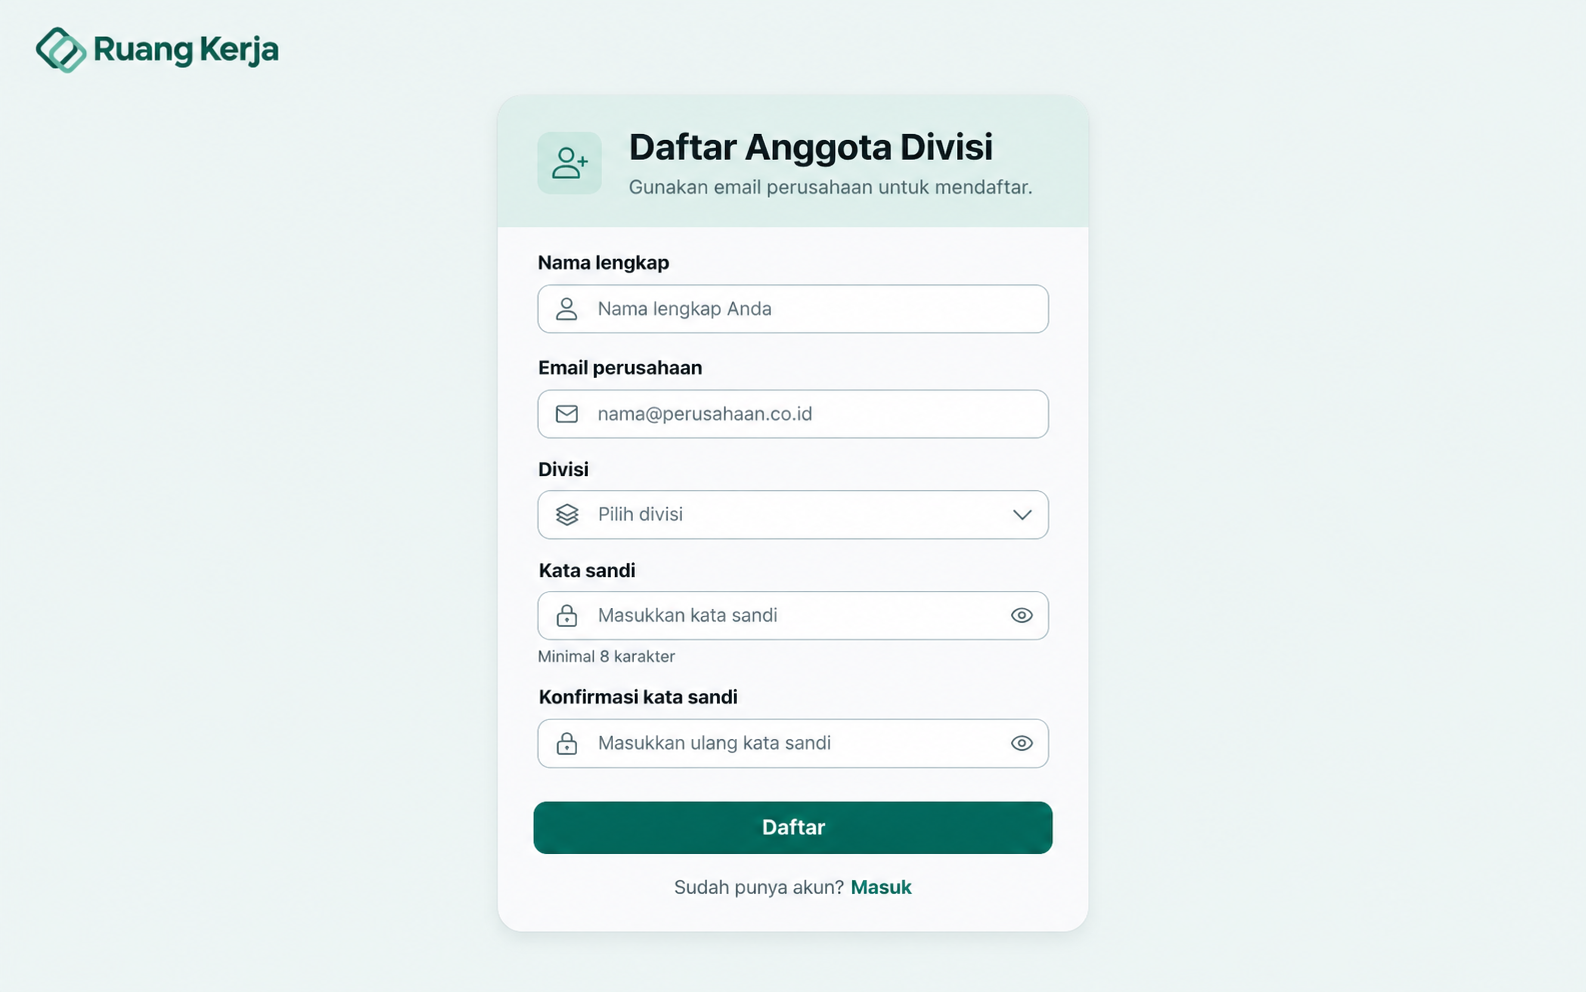 Ruang Kerja
Daftar Anggota Divisi
Gunakan email perusahaan untuk mendaftar.
Nama lengkap
Nama lengkap Anda
Email perusahaan
nama@perusahaan.co.id
Divisi
Pilih divisi
Kata sandi
Masukkan kata sandi
Minimal 8 karakter
Konfirmasi kata sandi
Masukkan ulang kata sandi
Daftar
Sudah punya akun? Masuk